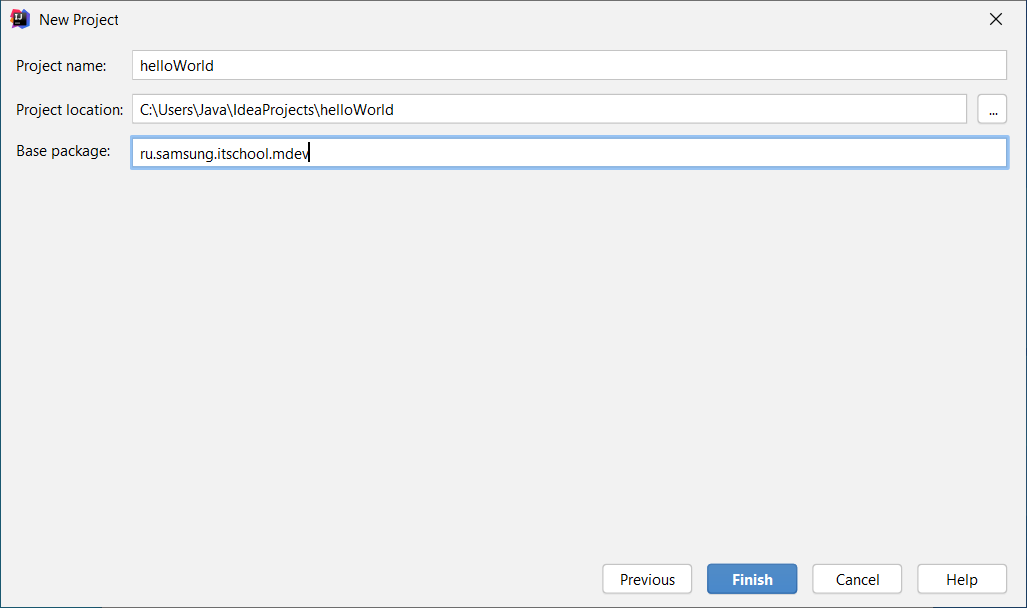 New Project
Project name: helloWorld
Project location: C:\Users\Java\IdeaProjects\helloWorld ...
Base package: ru.samsung.itschool.mdev
Previous Finish Cancel Help